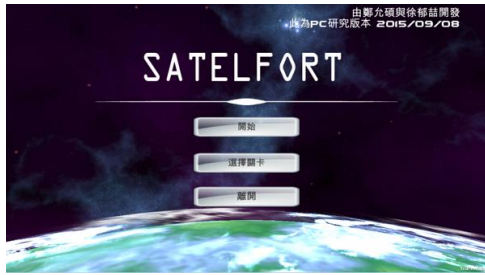 由鄭允碩與徐郁喆開發
此為PC研究版本 2015/09/08
SATELFORT
開始
選擇關卡
離開